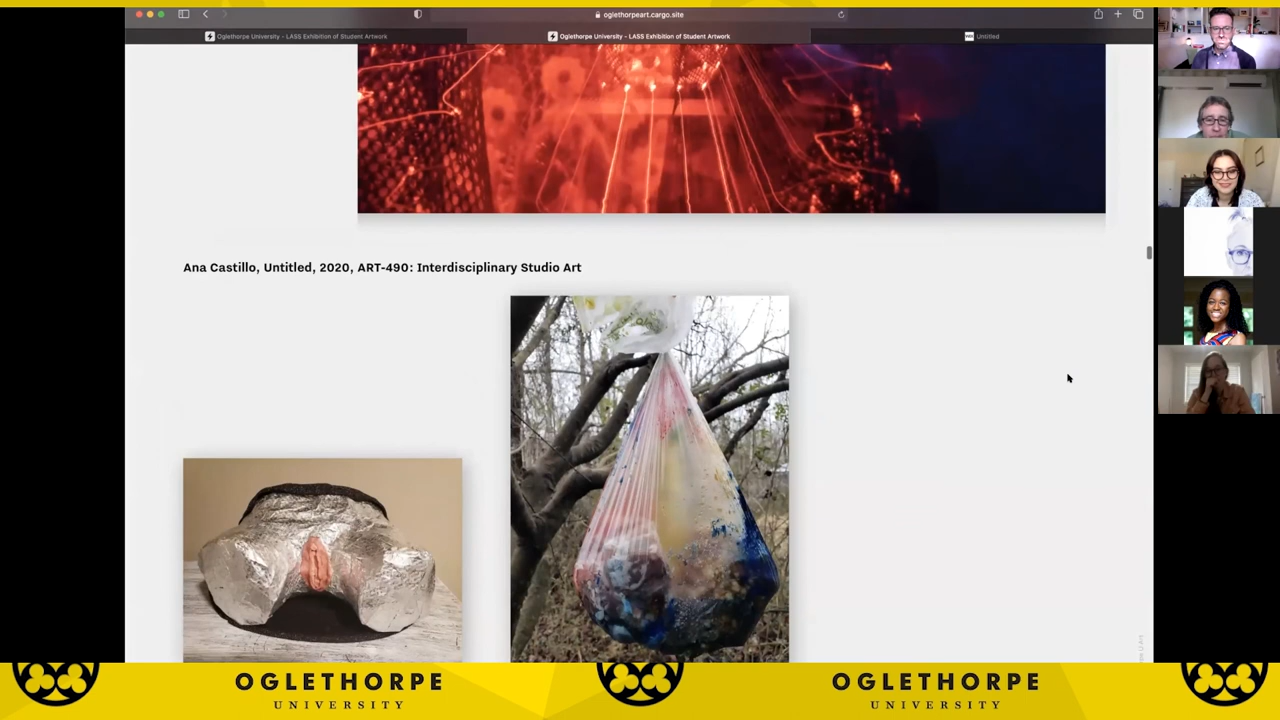 oglethorpeart.cargo.site
Oglethorpe University – LASS Exhibition of Student Artwork
Oglethorpe University – LASS Exhibition of Student Artwork
Untitled
Ana Castillo, Untitled, 2020, ART-490: Interdisciplinary Studio Art
OGLETHORPE
UNIVERSITY
OGLETHORPE
UNIVERSITY